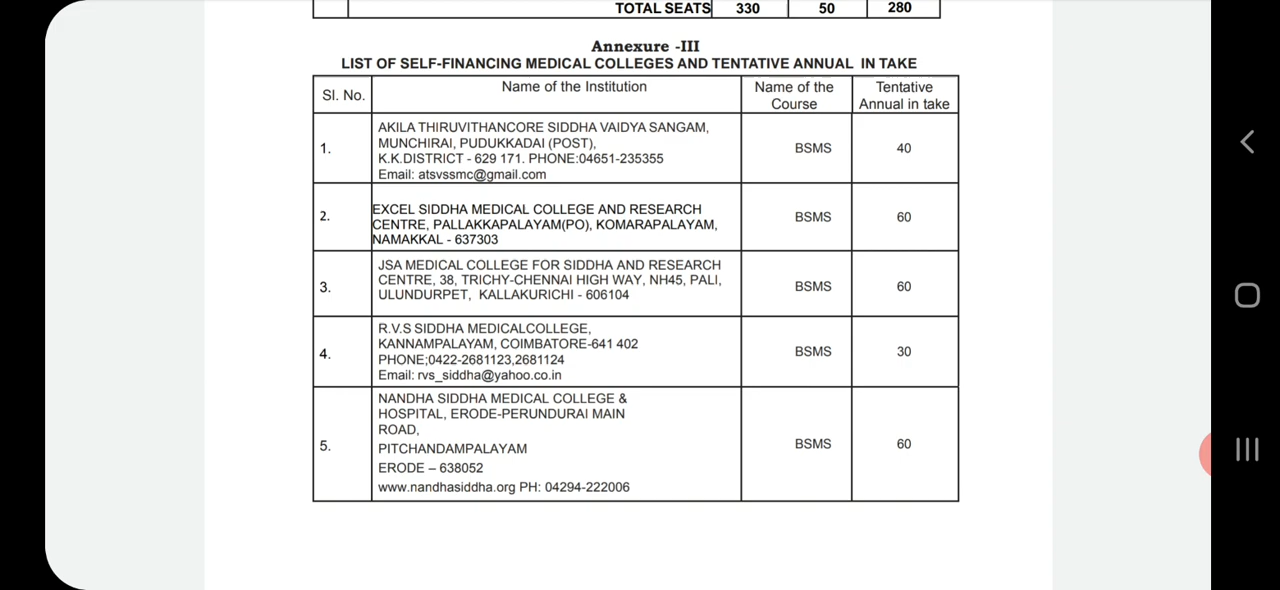 TOTAL SEATS 330 50 280
Annexure -III
LIST OF SELF-FINANCING MEDICAL COLLEGES AND TENTATIVE ANNUAL IN TAKE
Sl. No.
Name of the Institution
Name of the
Course
Tentative
Annual in take
1.
AKILA THIRUVITHANCORE SIDDHA VAIDYA SANGAM,
MUNCHIRAI, PUDUKKADAI (POST),
K.K.DISTRICT - 629 171. PHONE:04651-235355
Email: atsvssmc@gmail.com
BSMS
40
2.
EXCEL SIDDHA MEDICAL COLLEGE AND RESEARCH
CENTRE, PALLAKKAPALAYAM(PO), KOMARAPALAYAM,
NAMAKKAL - 637303
BSMS
60
3.
JSA MEDICAL COLLEGE FOR SIDDHA AND RESEARCH
CENTRE, 38, TRICHY-CHENNAI HIGH WAY, NH45, PALI,
ULUNDURPET, KALLAKURICHI - 606104
BSMS
60
4.
R.V.S SIDDHA MEDICALCOLLEGE,
KANNAMPALAYAM, COIMBATORE-641 402
PHONE;0422-2681123,2681124
Email: rvs_siddha@yahoo.co.in
BSMS
30
5.
NANDHA SIDDHA MEDICAL COLLEGE &
HOSPITAL, ERODE-PERUNDURAI MAIN
ROAD,
PITCHANDAMPALAYAM
ERODE – 638052
www.nandhasiddha.org PH: 04294-222006
BSMS
60